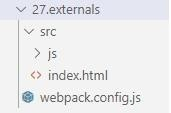 27.externals
src
js
index.html
webpack.config.js